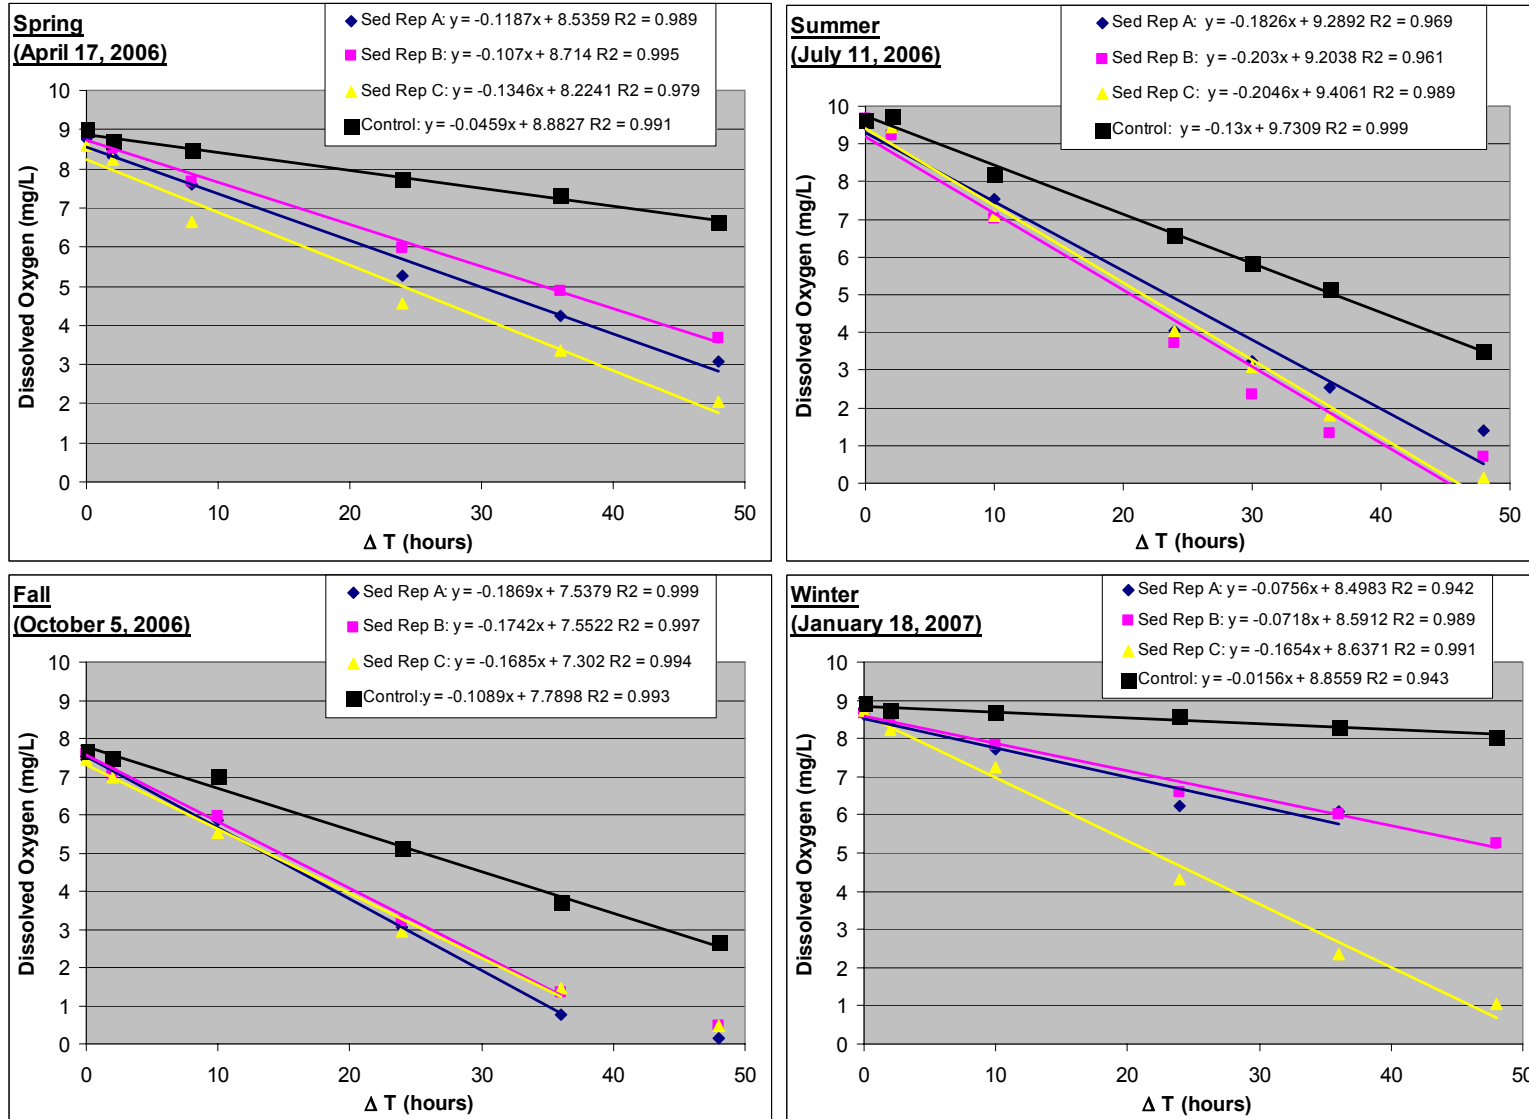 Spring
(April 17, 2006)
Sed Rep A: y = -0.1187x + 8.5359 R2 = 0.989
Sed Rep B: y = -0.107x + 8.714 R2 = 0.995
Sed Rep C: y = -0.1346x + 8.2241 R2 = 0.979
Control: y = -0.0459x + 8.8827 R2 = 0.991
10
9
8
7
6
5
4
3
2
1
0
Dissolved Oxygen (mg/L)
0 10 20 30 40 50
Δ T (hours)
Summer
(July 11, 2006)
Sed Rep A: y = -0.1826x + 9.2892 R2 = 0.969
Sed Rep B: y = -0.203x + 9.2038 R2 = 0.961
Sed Rep C: y = -0.2046x + 9.4061 R2 = 0.989
Control: y = -0.13x + 9.7309 R2 = 0.999
10
9
8
7
6
5
4
3
2
1
0
Dissolved Oxygen (mg/L)
0 10 20 30 40 50
Δ T (hours)
Fall
(October 5, 2006)
Sed Rep A: y = -0.1869x + 7.5379 R2 = 0.999
Sed Rep B: y = -0.1742x + 7.5522 R2 = 0.997
Sed Rep C: y = -0.1685x + 7.302 R2 = 0.994
Control:y = -0.1089x + 7.7898 R2 = 0.993
10
9
8
7
6
5
4
3
2
1
0
Dissolved Oxygen (mg/L)
0 10 20 30 40 50
Δ T (hours)
Winter
(January 18, 2007)
Sed Rep A: y = -0.0756x + 8.4983 R2 = 0.942
Sed Rep B: y = -0.0718x + 8.5912 R2 = 0.989
Sed Rep C: y = -0.1654x + 8.6371 R2 = 0.991
Control: y = -0.0156x + 8.8559 R2 = 0.943
10
9
8
7
6
5
4
3
2
1
0
Dissolved Oxygen (mg/L)
0 10 20 30 40 50
Δ T (hours)